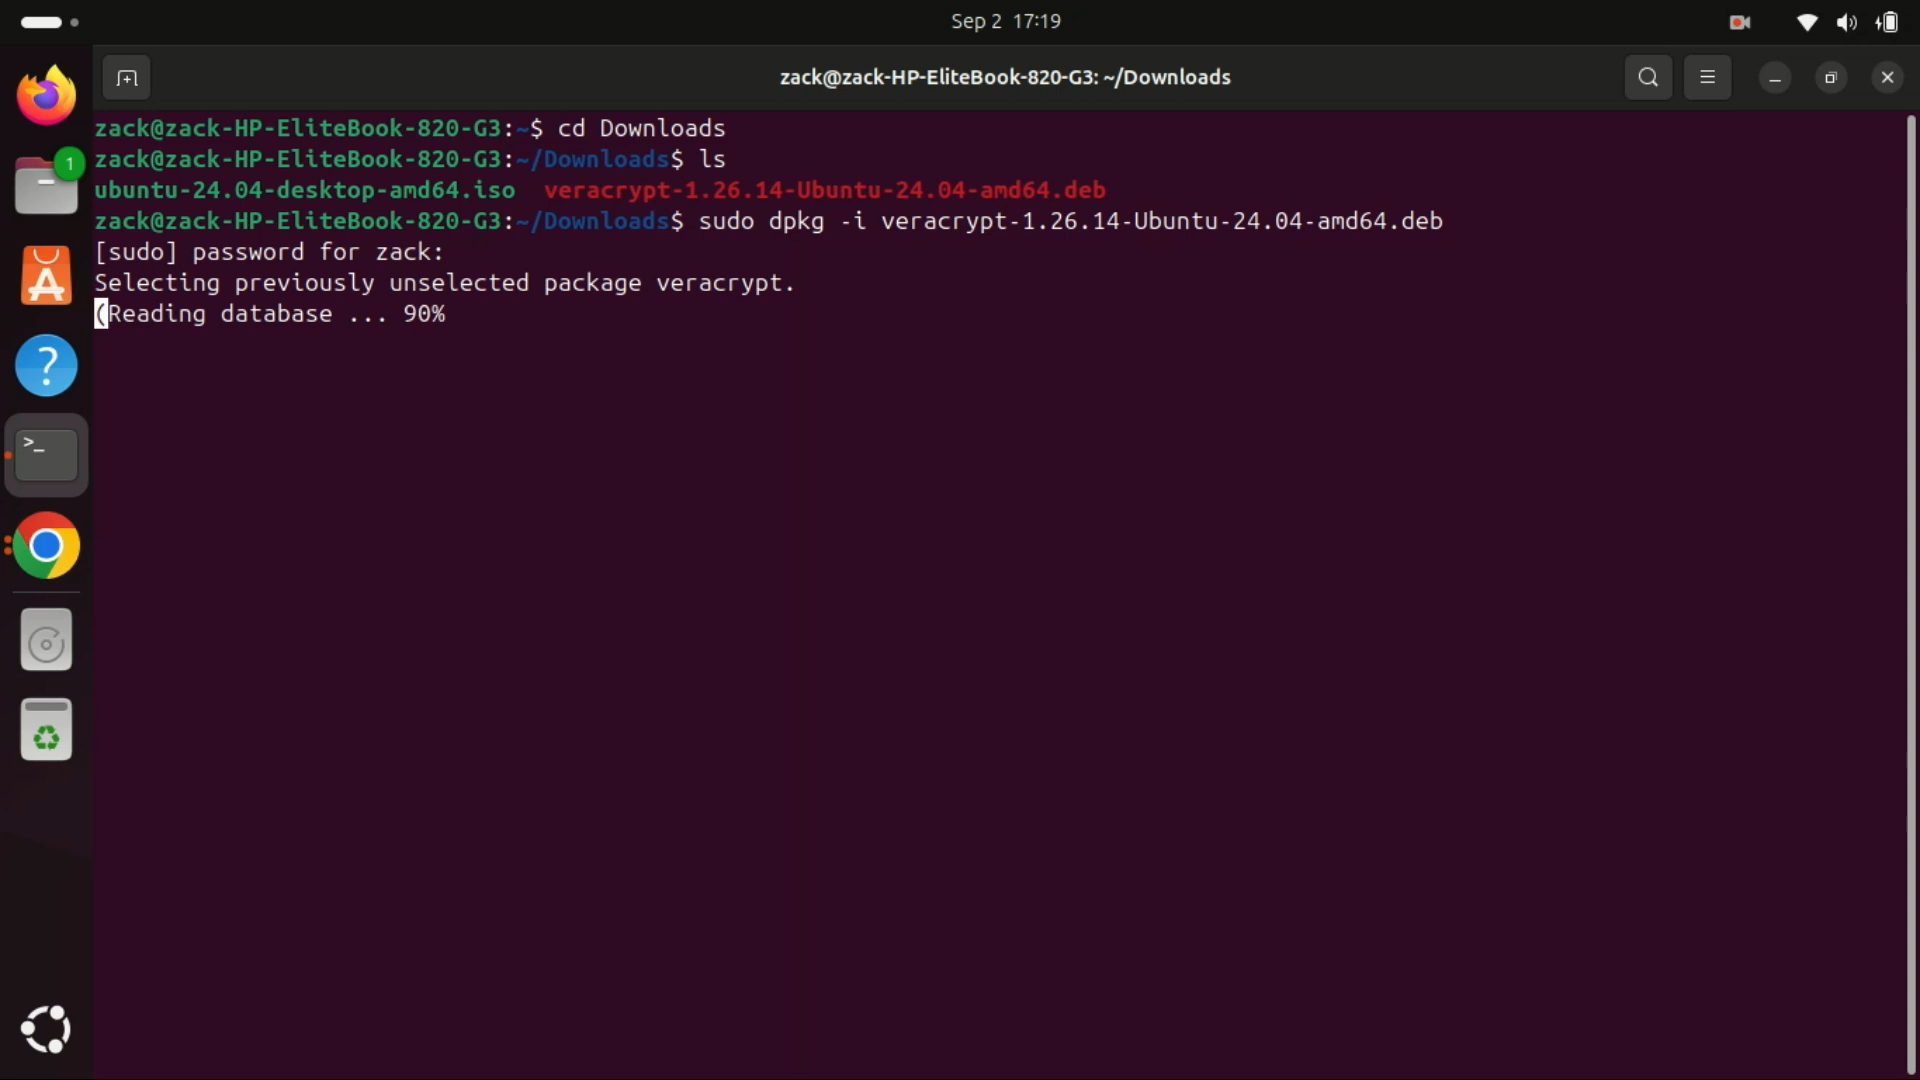 Sep 2 17:19
zack@zack-HP-EliteBook-820-G3: ~/Downloads
zack@zack-HP-EliteBook-820-G3:~$ cd Downloads
zack@zack-HP-EliteBook-820-G3:~/Downloads$ ls
ubuntu-24.04-desktop-amd64.iso  veracrypt-1.26.14-Ubuntu-24.04-amd64.deb
zack@zack-HP-EliteBook-820-G3:~/Downloads$ sudo dpkg -i veracrypt-1.26.14-Ubuntu-24.04-amd64.deb
[sudo] password for zack:
Selecting previously unselected package veracrypt.
(Reading database ... 90%
1
?
>_